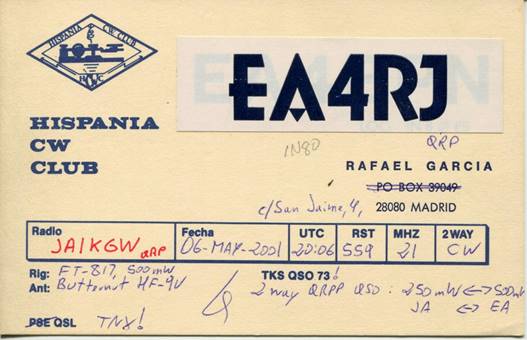 HISPANIA CW CLUB
HCC
EA4RJ
HISPANIA
CW
CLUB
IN80
QRP
RAFAEL GARCIA
PO BOX 39049
c/San Jaime, 4,
28080 MADRID
Radio Fecha UTC RST MHZ 2WAY
JA1KGW QRP 06-MAY-2001 20:06 559 21 CW
Rig: FT-817, 500mW
TKS QSO 73!
Ant: Butternut HF-9V
2 way QRPP QSO: 250mW <-> 500mW
JA <-> EA
PSE QSL TNX!